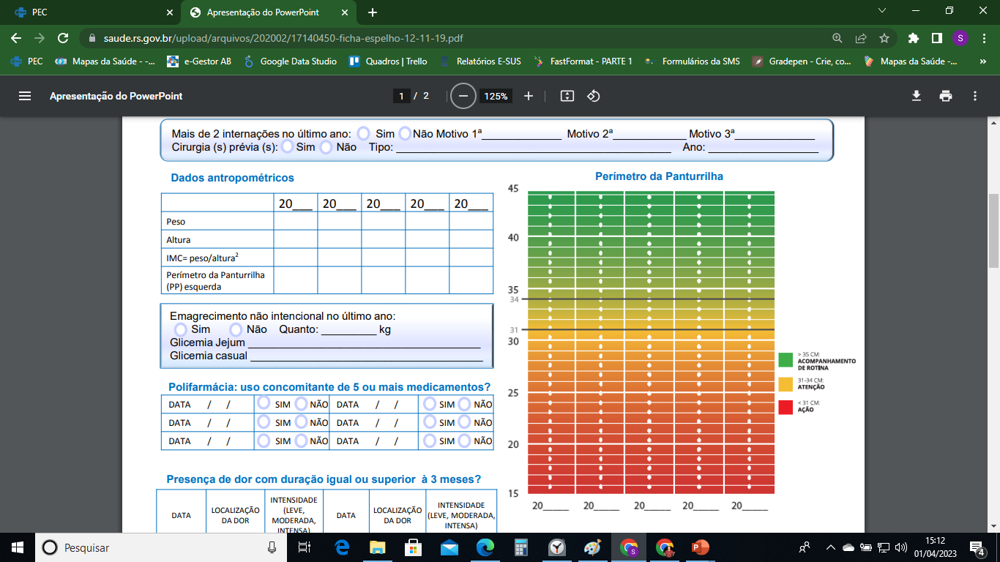 PEC
Apresentação do PowerPoint
saude.rs.gov.br/upload/arquivos/202002/17140450-ficha-espelho-12-11-19.pdf
S
PEC
Mapas da Saúde - -...
e-Gestor AB
Google Data Studio
Quadros | Trello
Relatórios E-SUS
FastFormat - PARTE 1
Formulários da SMS
Gradepen - Crie, co...
Mapas da Saúde -...
»
Apresentação do PowerPoint
1 / 2
125%
Mais de 2 internações no último ano: Sim Não Motivo 1ª_____________ Motivo 2ª____________ Motivo 3ª_____________
Cirurgia (s) prévia (s): Sim Não Tipo: _____________________________________________ Ano: __________________
Dados antropométricos
20___ 20___ 20___ 20___ 20___
Peso
Altura
IMC= peso/altura²
Perímetro da Panturrilha
(PP) esquerda
Emagrecimento não intencional no último ano:
Sim Não Quanto: _________ kg
Glicemia Jejum ______________________________________
Glicemia casual ______________________________________
Polifarmácia: uso concomitante de 5 ou mais medicamentos?
DATA / / SIM NÃO DATA / / SIM NÃO
DATA / / SIM NÃO DATA / / SIM NÃO
DATA / / SIM NÃO DATA / / SIM NÃO
Presença de dor com duração igual ou superior à 3 meses?
DATA
LOCALIZAÇÃO
DA DOR
INTENSIDADE
(LEVE,
MODERADA,
INTENSA)
DATA
LOCALIZAÇÃO
DA DOR
INTENSIDADE
(LEVE, MODERADA,
INTENSA)
Perímetro da Panturrilha
45
40
35
34
31
30
25
20
15
20_____ 20_____ 20_____ 20_____ 20_____
> 35 CM:
ACOMPANHAMENTO
DE ROTINA
31-34 CM:
ATENÇÃO
< 31 CM:
AÇÃO
Pesquisar
S
15:12
01/04/2023
4